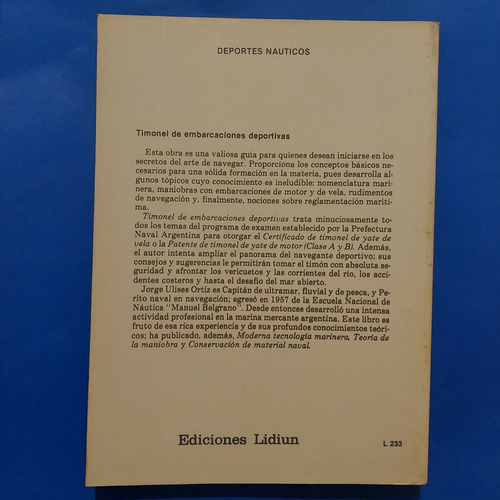 DEPORTES NAUTICOS
Timonel de embarcaciones deportivas
Esta obra es una valiosa guía para quienes desean iniciarse en los
secretos del arte de navegar. Proporciona los conceptos básicos ne-
cesarios para una sólida formación en la materia, pues desarrolla al-
gunos tópicos cuyo conocimiento es ineludible: nomenclatura mari-
nera, maniobras con embarcaciones de motor y de vela, rudimentos
de navegación y, finalmente, nociones sobre reglamentación maríti-
ma.
Timonel de embarcaciones deportivas trata minuciosamente to-
dos los temas del programa de examen establecido por la Prefectura
Naval Argentina para otorgar el Certificado de timonel de yate de
vela o la Patente de timonel de yate de motor (Clase A y B). Además,
el autor intenta ampliar el panorama del navegante deportivo; sus
consejos y sugerencias le permitirán tomar el timón con absoluta se-
guridad y afrontar los vericuetos y las corrientes del río, los acci-
dentes costeros y hasta el desafío del mar abierto.
Jorge Ulises Ortiz es Capitán de ultramar, fluvial y de pesca, y Pe-
rito naval en navegación; egresó en 1957 de la Escuela Nacional de
Náutica "Manuel Belgrano". Desde entonces desarrolló una intensa
actividad profesional en la marina mercante argentina. Este libro es
fruto de esa rica experiencia y de sus profundos conocimientos teóri-
cos; ha publicado, además, Moderna tecnología marinera, Teoría de
la maniobra y Conservación de material naval.
Ediciones Lidiun
L 233